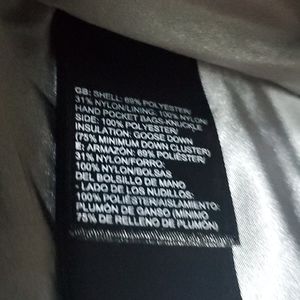 GB: SHELL: 69% POLYESTER/
31% NYLON/LINING: 100% NYLON/
HAND POCKET BAGS-KNUCKLE
SIDE: 100% POLYESTER/
INSULATION: GOOSE DOWN
(75% MINIMUM DOWN CLUSTER)
E: ARMAZÓN: 69% POLIÉSTER/
31% NYLON/FORRO:
100% NYLON/BOLSAS
DEL BOLSILLO DE MANO
- LADO DE LOS NUDILLOS:
100% POLIÉSTER/AISLAMIENTO:
PLUMÓN DE GANSO (MÍNIMO
75% DE RELLENO DE PLUMÓN)